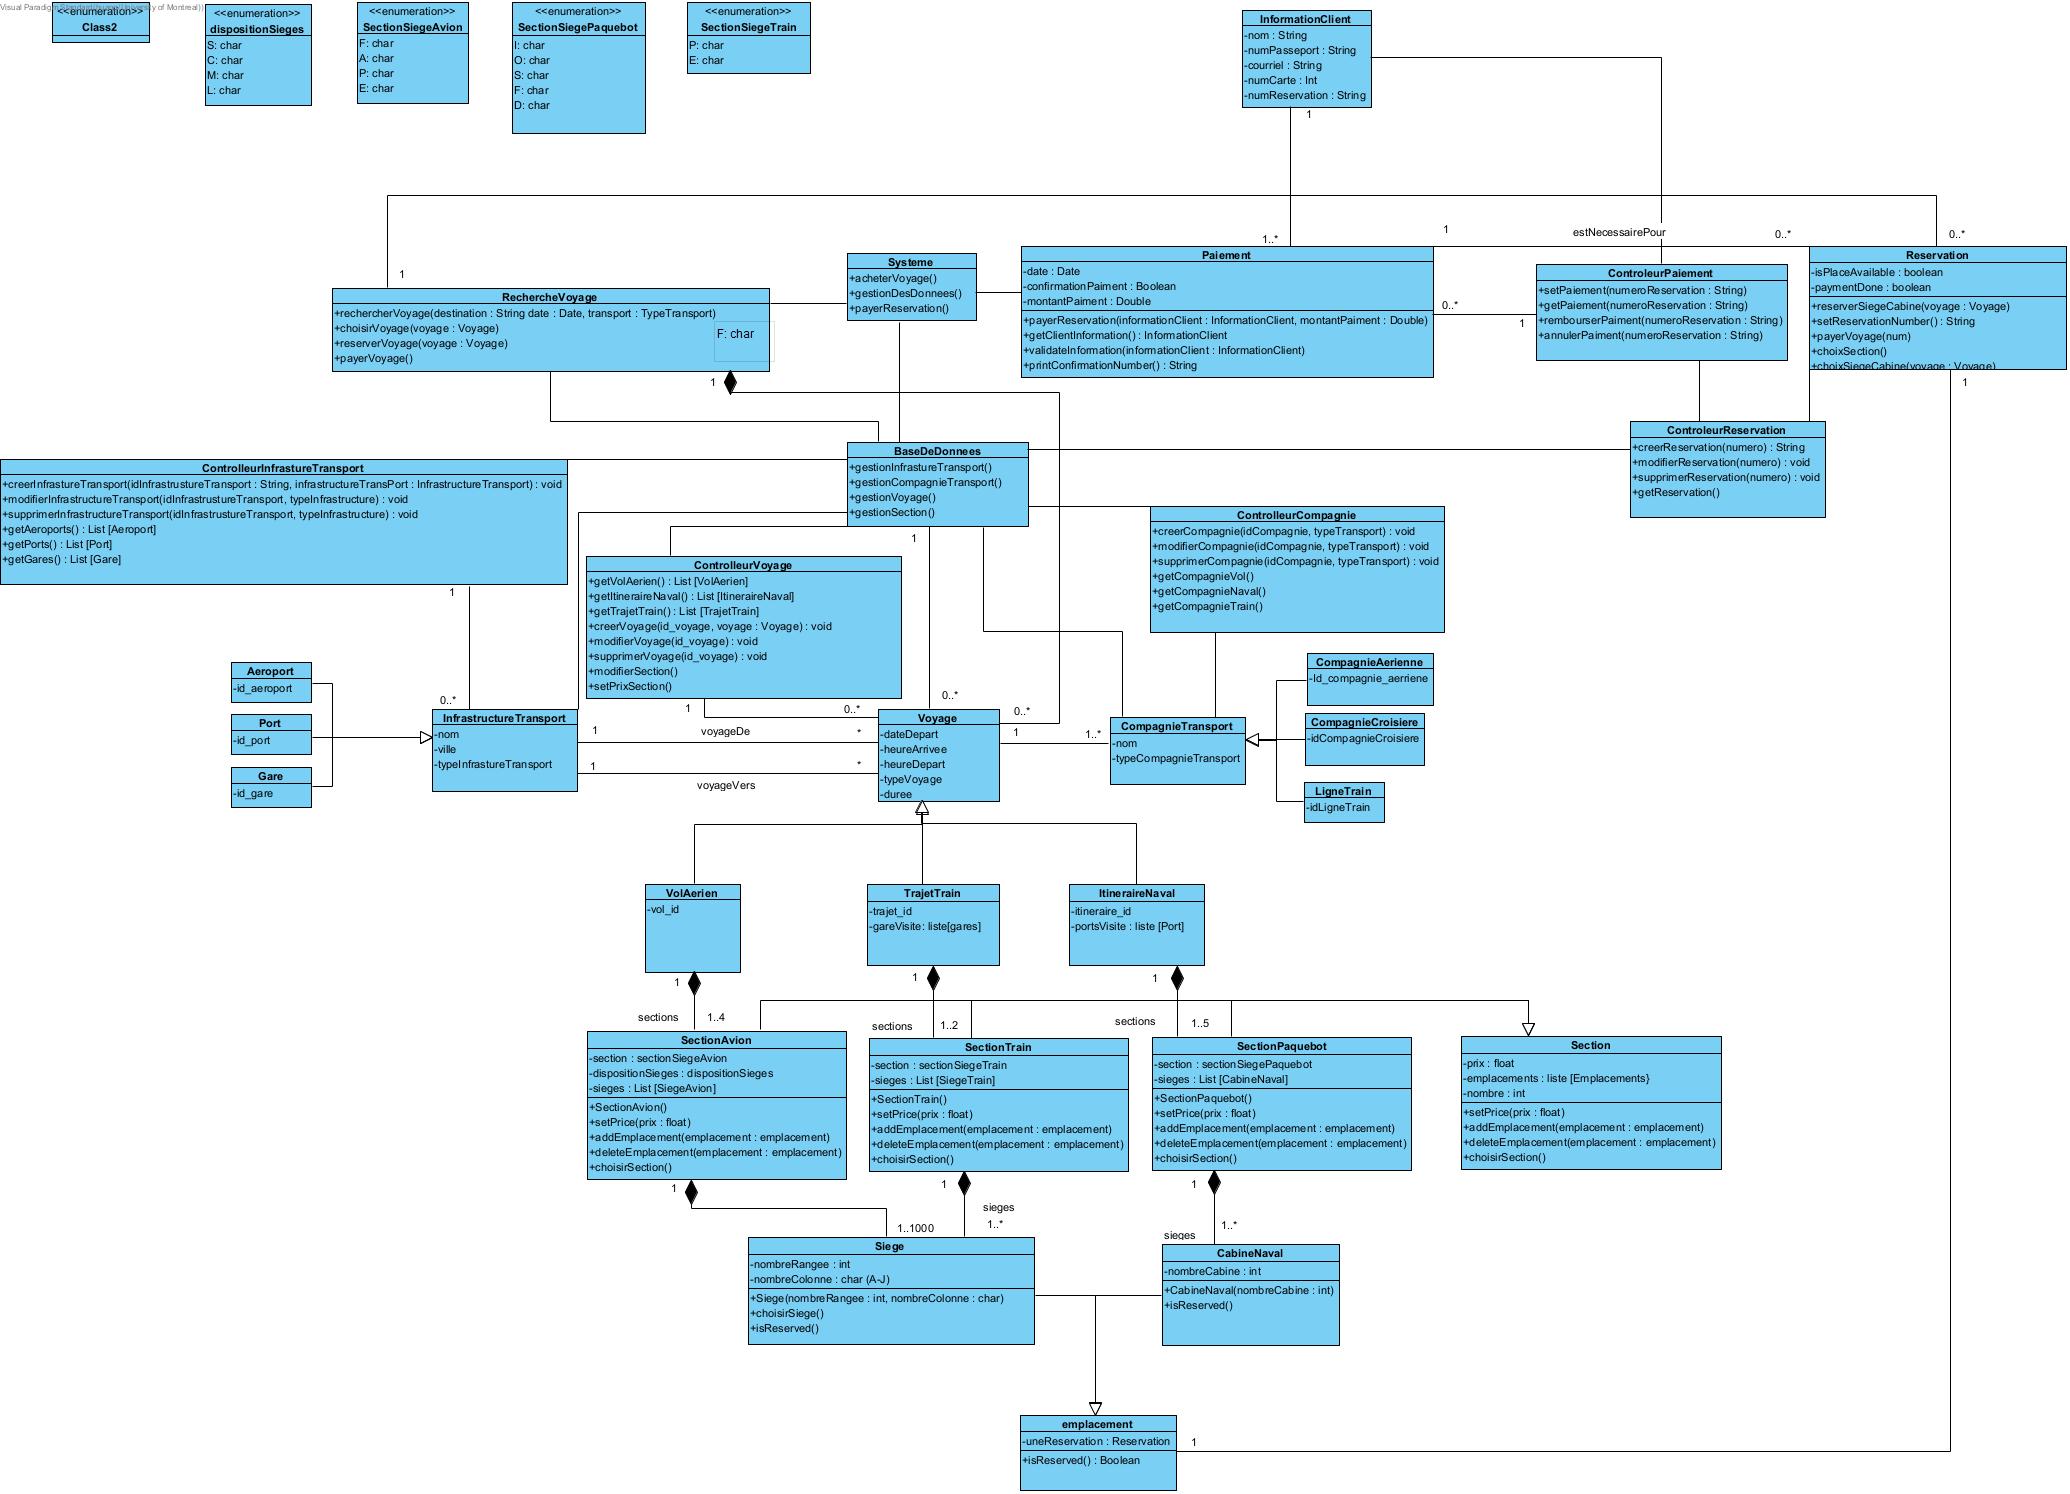 Visual Paradigm Standard
University of Montreal))
<<enumeration>>
Class2
<<enumeration>>
dispositionSieges
S: char
C: char
M: char
L: char
<<enumeration>>
SectionSiegeAvion
F: char
A: char
P: char
E: char
<<enumeration>>
SectionSiegePaquebot
I: char
O: char
S: char
F: char
D: char
<<enumeration>>
SectionSiegeTrain
P: char
E: char
InformationClient
-nom : String
-numPasseport : String
-courriel : String
-numCarte : Int
-numReservation : String
1
1..*
1
estNecessairePour
0..*
0..*
1
RechercheVoyage
+rechercherVoyage(destination : String date : Date, transport : TypeTransport)
+choisirVoyage(voyage : Voyage)
+reserverVoyage(voyage : Voyage)
+payerVoyage()
F: char
1
Systeme
+acheterVoyage()
+gestionDesDonnees()
+payerReservation()
Paiement
-date : Date
-confirmationPaiment : Boolean
-montantPaiment : Double
+payerReservation(informationClient : InformationClient, montantPaiment : Double)
+getClientInformation() : InformationClient
+validateInformation(informationClient : InformationClient)
+printConfirmationNumber() : String
0..*
1
ControleurPaiement
+setPaiement(numeroReservation : String)
+getPaiement(numeroReservation : String)
+rembourserPaiment(numeroReservation : String)
+annulerPaiment(numeroReservation : String)
Reservation
-isPlaceAvailable : boolean
-paymentDone : boolean
+reserverSiegeCabine(voyage : Voyage)
+setReservationNumber() : String
+payerVoyage(num)
+choixSection()
+choixSiegeCabine(voyage : Voyage)
1
ControleurReservation
+creerReservation(numero) : String
+modifierReservation(numero) : void
+supprimerReservation(numero) : void
+getReservation()
BaseDeDonnees
+gestionInfrastureTransport()
+gestionCompagnieTransport()
+gestionVoyage()
+gestionSection()
1
ControlleurInfrastureTransport
+creerInfrastureTransport(idInfrastrustureTransport : String, infrastructureTransPort : InfrastructureTransport) : void
+modifierInfrastructureTransport(idInfrastrustureTransport, typeInfrastructure) : void
+supprimerInfrastructureTransport(idInfrastrustureTransport, typeInfrastructure) : void
+getAeroports() : List [Aeroport]
+getPorts() : List [Port]
+getGares() : List [Gare]
1
ControlleurVoyage
+getVolAerien() : List [VolAerien]
+getItineraireNaval() : List [ItineraireNaval]
+getTrajetTrain() : List [TrajetTrain]
+creerVoyage(id_voyage, voyage : Voyage) : void
+modifierVoyage(id_voyage) : void
+supprimerVoyage(id_voyage) : void
+modifierSection()
+setPrixSection()
1
0..*
0..*
0..*
ControlleurCompagnie
+creerCompagnie(idCompagnie, typeTransport) : void
+modifierCompagnie(idCompagnie, typeTransport) : void
+supprimerCompagnie(idCompagnie, typeTransport) : void
+getCompagnieVol()
+getCompagnieNaval()
+getCompagnieTrain()
Aeroport
-id_aeroport
Port
-id_port
Gare
-id_gare
0..*
InfrastructureTransport
-nom
-ville
-typeInfrastureTransport
1
voyageDe
*
1
voyageVers
*
Voyage
-dateDepart
-heureArrivee
-heureDepart
-typeVoyage
-duree
1
1..*
CompagnieTransport
-nom
-typeCompagnieTransport
CompagnieAerienne
-Id_compagnie_aerriene
CompagnieCroisiere
-idCompagnieCroisiere
LigneTrain
-idLigneTrain
VolAerien
-vol_id
TrajetTrain
-trajet_id
-gareVisite: liste[gares]
ItineraireNaval
-itineraire_id
-portsVisite : liste [Port]
1
sections
1..4
1
sections
1..2
1
sections
1..5
SectionAvion
-section : sectionSiegeAvion
-dispositionSieges : dispositionSieges
-sieges : List [SiegeAvion]
+SectionAvion()
+setPrice(prix : float)
+addEmplacement(emplacement : emplacement)
+deleteEmplacement(emplacement : emplacement)
+choisirSection()
SectionTrain
-section : sectionSiegeTrain
-sieges : List [SiegeTrain]
+SectionTrain()
+setPrice(prix : float)
+addEmplacement(emplacement : emplacement)
+deleteEmplacement(emplacement : emplacement)
+choisirSection()
SectionPaquebot
-section : sectionSiegePaquebot
-sieges : List [CabineNaval]
+SectionPaquebot()
+setPrice(prix : float)
+addEmplacement(emplacement : emplacement)
+deleteEmplacement(emplacement : emplacement)
+choisirSection()
Section
-prix : float
-emplacements : liste [Emplacements}
-nombre : int
+setPrice(prix : float)
+addEmplacement(emplacement : emplacement)
+deleteEmplacement(emplacement : emplacement)
+choisirSection()
1
1..1000
1
sieges
1..*
1
1..*
sieges
Siege
-nombreRangee : int
-nombreColonne : char (A-J)
+Siege(nombreRangee : int, nombreColonne : char)
+choisirSiege()
+isReserved()
CabineNaval
-nombreCabine : int
+CabineNaval(nombreCabine : int)
+isReserved()
emplacement
-uneReservation : Reservation
+isReserved() : Boolean
1